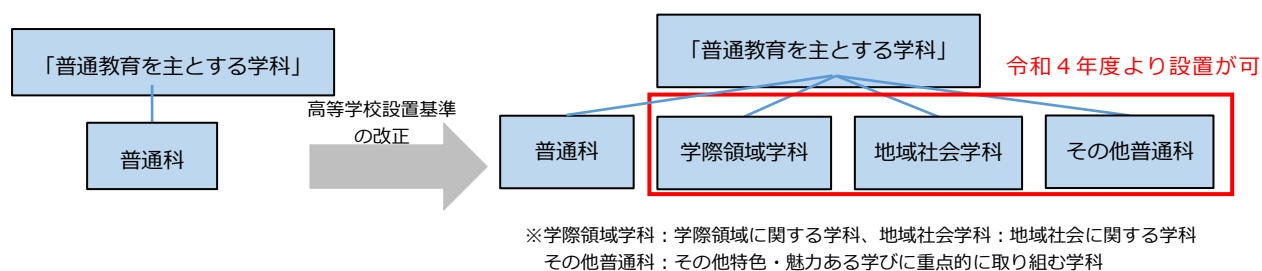 「普通教育を主とする学科」
普通科
高等学校設置基準
の改正
「普通教育を主とする学科」
令和４年度より設置が可
普通科
学際領域学科
地域社会学科
その他普通科
※学際領域学科：学際領域に関する学科、地域社会学科：地域社会に関する学科
その他普通科：その他特色・魅力ある学びに重点的に取り組む学科